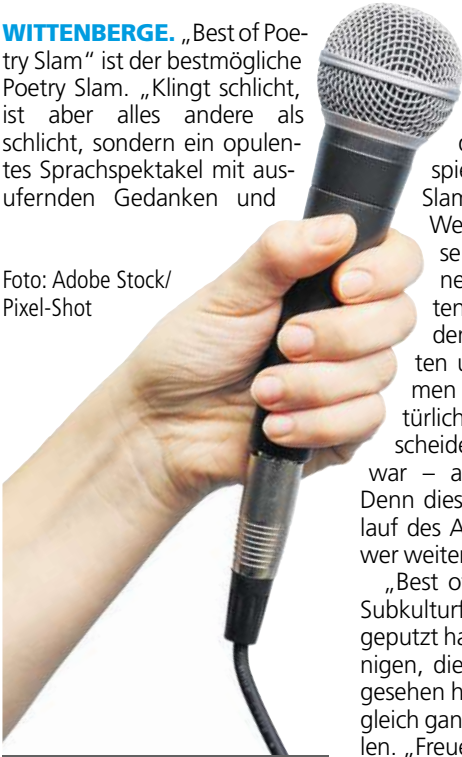 WITTENBERGE. „Best of Poe-
try Slam“ ist der bestmögliche
Poetry Slam. „Klingt schlicht,
ist aber alles andere als
schlicht, sondern ein opulen-
tes Sprachspektakel mit aus-
ufernden Gedanken und
Foto: Adobe Stock/
Pixel-Shot
spie
Slam
We
se
ne
ten
der
ten u
men
türlich
scheide
war – a
Denn dies
lauf des A
wer weiter
„Best o
Subkulturf
geputzt ha
nigen, die
gesehen h
gleich gan
len. „Freue